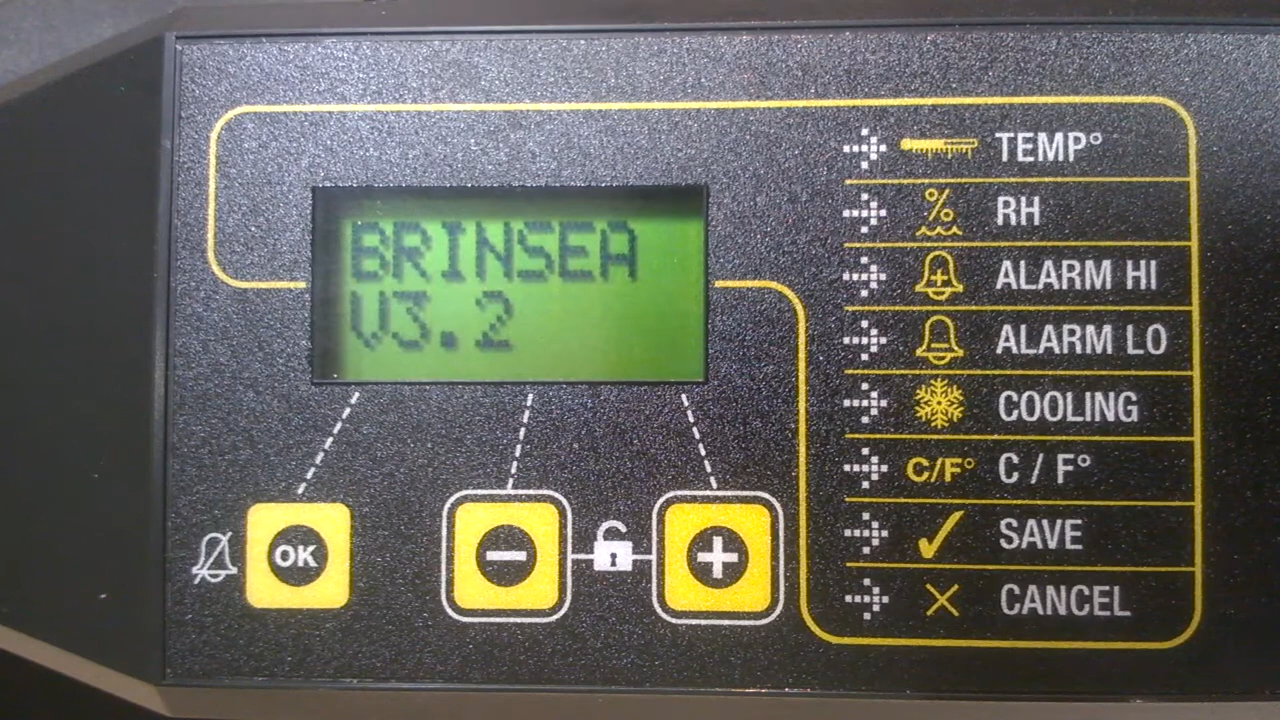 BRINSEA
V3.2
OK
−
+
TEMP°
%
RH
ALARM HI
ALARM LO
COOLING
C/F° C / F°
SAVE
CANCEL